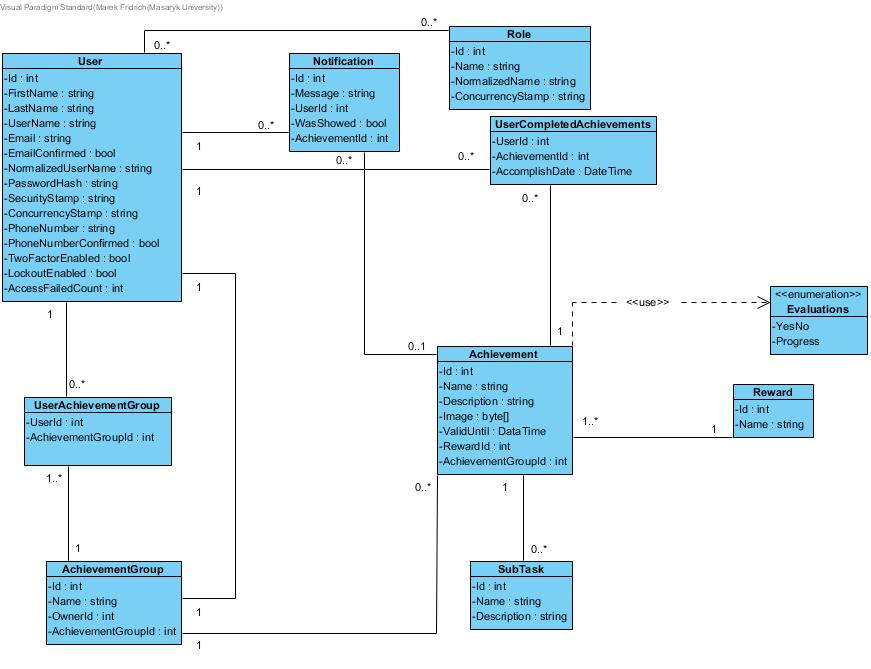 Visual Paradigm Standard(Marek Fridrich(Masaryk University))
0..*
0..*
User
-Id : int
-FirstName : string
-LastName : string
-UserName : string
-Email : string
-EmailConfirmed : bool
-NormalizedUserName : string
-PasswordHash : string
-SecurityStamp : string
-ConcurrencyStamp : string
-PhoneNumber : string
-PhoneNumberConfirmed : bool
-TwoFactorEnabled : bool
-LockoutEnabled : bool
-AccessFailedCount : int
Notification
-Id : int
-Message : string
-UserId : int
-WasShowed : bool
-AchievementId : int
Role
-Id : int
-Name : string
-NormalizedName : string
-ConcurrencyStamp : string
UserCompletedAchievements
-UserId : int
-AchievementId : int
-AccomplishDate : DateTime
0..*
1
0..*
0..*
1
0..*
1
1
<<use>>
<<enumeration>>
Evaluations
-YesNo
-Progress
1
0..1
Achievement
-Id : int
-Name : string
-Description : string
-Image : byte[]
-ValidUntil : DateTime
-RewardId : int
-AchievementGroupId : int
Reward
-Id : int
-Name : string
1..*
1
0..*
UserAchievementGroup
-UserId : int
-AchievementGroupId : int
1..*
0..*
1
1
0..*
AchievementGroup
-Id : int
-Name : string
-OwnerId : int
-AchievementGroupId : int
1
1
SubTask
-Id : int
-Name : string
-Description : string